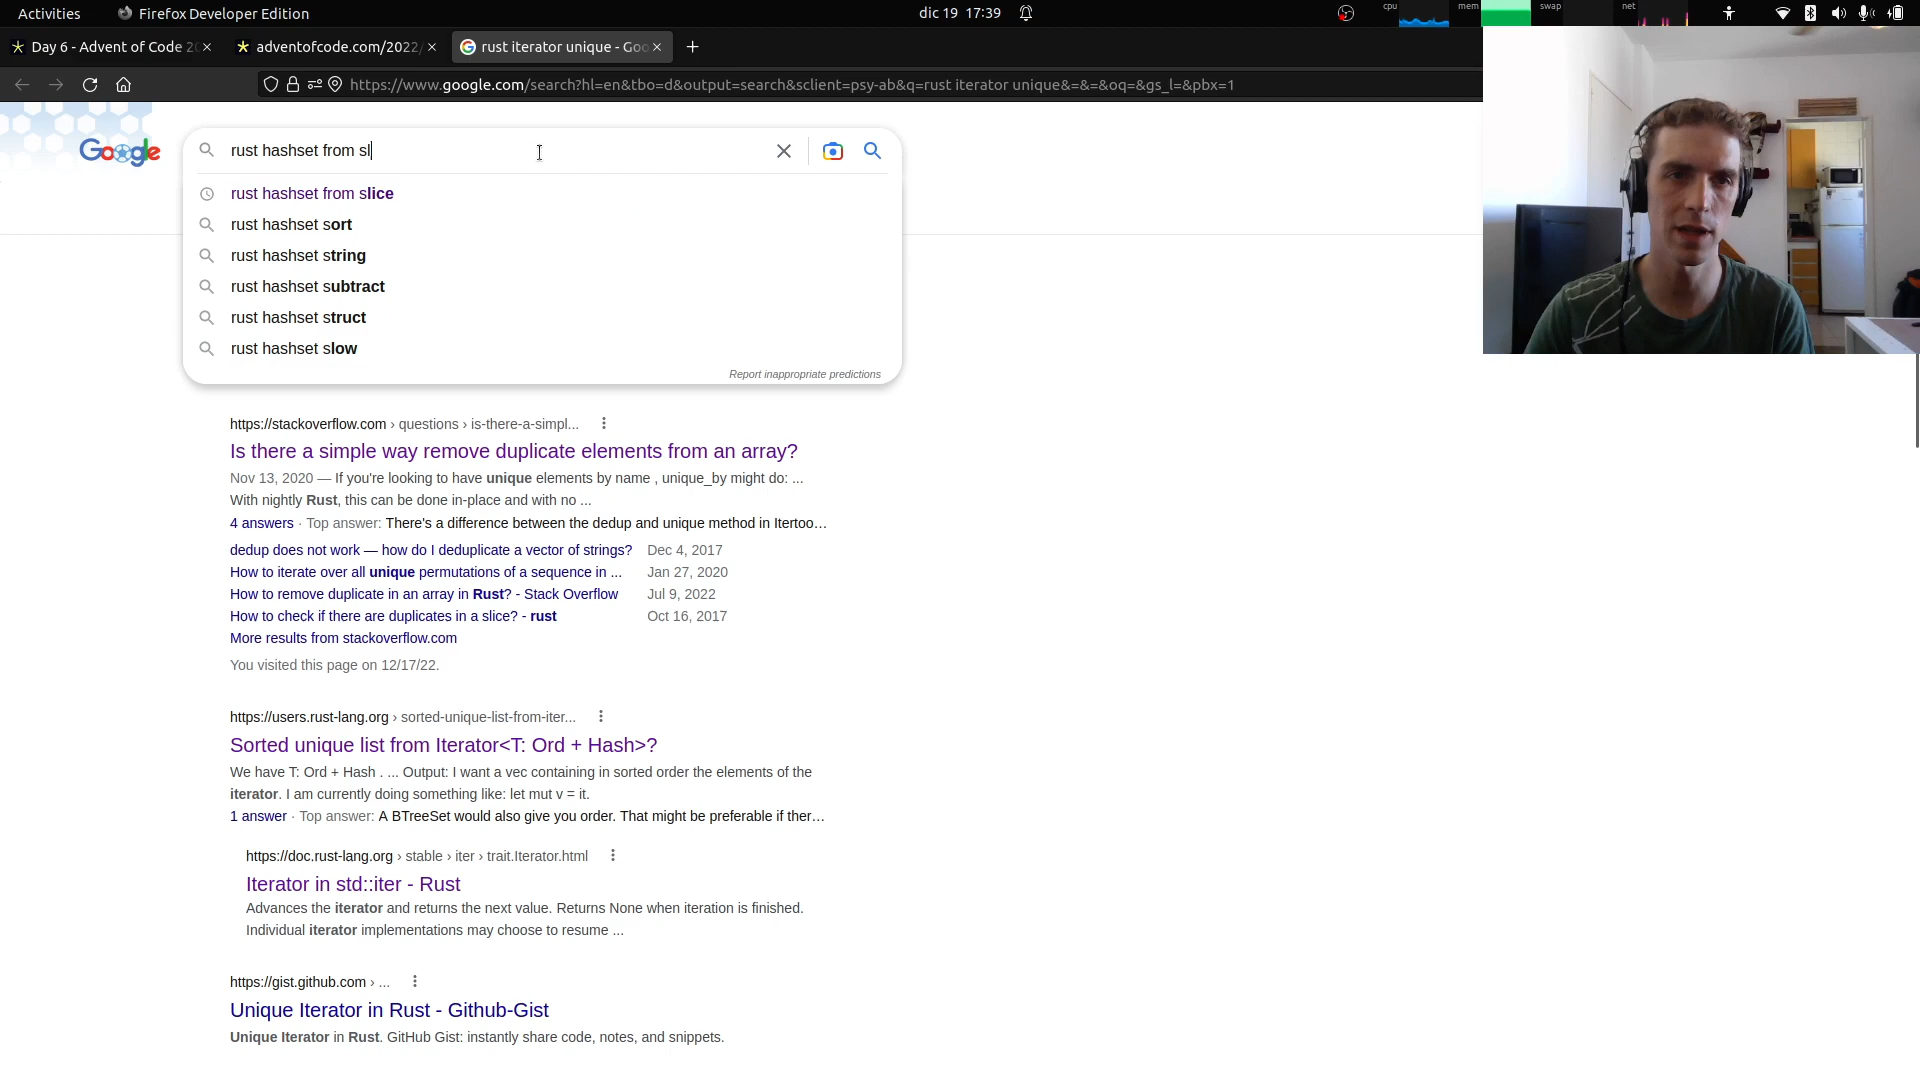 Activities
Firefox Developer Edition
dic 19 17:39
cpu
mem
swap
net
Day 6 - Advent of Code 20
adventofcode.com/2022/
rust iterator unique - Goo
https://www.google.com/search?hl=en&tbo=d&output=search&sclient=psy-ab&q=rust iterator unique&=&=&oq=&gs_l=&pbx=1
Google
rust hashset from sl
rust hashset from slice
rust hashset sort
rust hashset string
rust hashset subtract
rust hashset struct
rust hashset slow
Report inappropriate predictions
https://stackoverflow.com › questions › is-there-a-simpl...
Is there a simple way remove duplicate elements from an array?
Nov 13, 2020 — If you're looking to have unique elements by name , unique_by might do: ...
With nightly Rust, this can be done in-place and with no ...
4 answers · Top answer: There's a difference between the dedup and unique method in Itertoo…
dedup does not work — how do I deduplicate a vector of strings? Dec 4, 2017
How to iterate over all unique permutations of a sequence in ... Jan 27, 2020
How to remove duplicate in an array in Rust? - Stack Overflow Jul 9, 2022
How to check if there are duplicates in a slice? - rust Oct 16, 2017
More results from stackoverflow.com
You visited this page on 12/17/22.
https://users.rust-lang.org › sorted-unique-list-from-iter...
Sorted unique list from Iterator<T: Ord + Hash>?
We have T: Ord + Hash . ... Output: I want a vec containing in sorted order the elements of the
iterator. I am currently doing something like: let mut v = it.
1 answer · Top answer: A BTreeSet would also give you order. That might be preferable if ther…
https://doc.rust-lang.org › stable › iter › trait.Iterator.html
Iterator in std::iter - Rust
Advances the iterator and returns the next value. Returns None when iteration is finished.
Individual iterator implementations may choose to resume ...
https://gist.github.com › ...
Unique Iterator in Rust - Github-Gist
Unique Iterator in Rust. GitHub Gist: instantly share code, notes, and snippets.